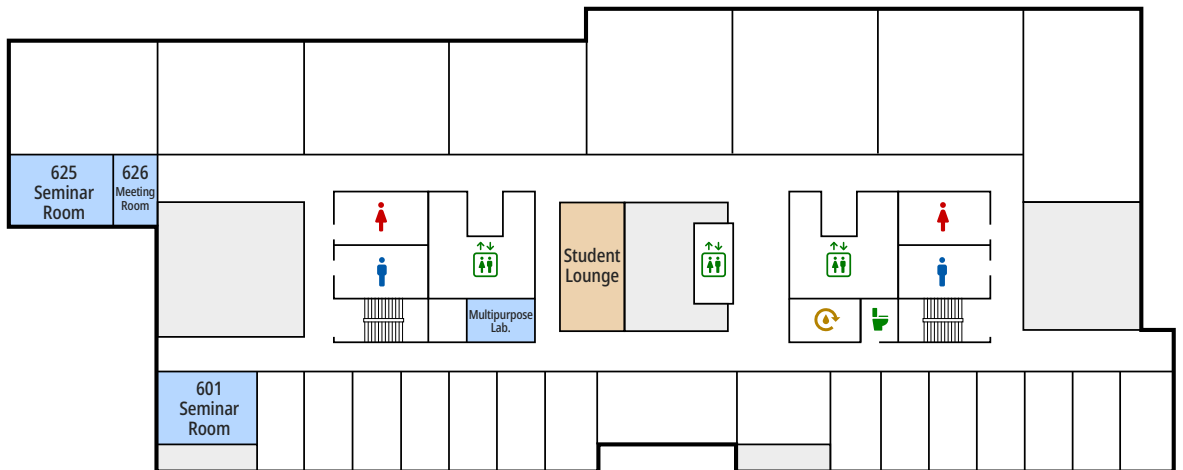 625
Seminar
Room
626
Meeting
Room
Student
Lounge
Multipurpose
Lab.
601
Seminar
Room